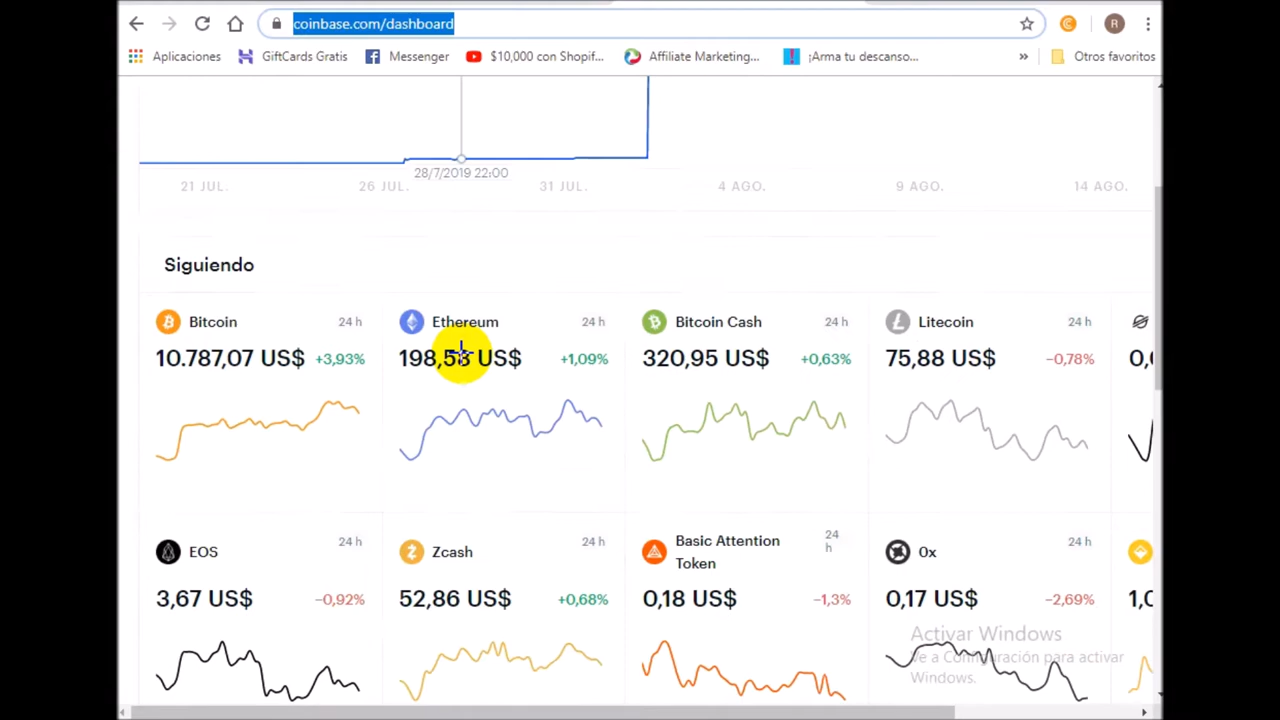 coinbase.com/dashboard
R
Aplicaciones
GiftCards Gratis
Messenger
$10,000 con Shopif...
Affiliate Marketing...
¡Arma tu descanso...
»
Otros favoritos
28/7/2019 22:00
21 JUL.
26 JUL.
31 JUL.
4 AGO.
9 AGO.
14 AGO.
Siguiendo
Bitcoin 24 h
10.787,07 US$ +3,93%
Ethereum 24 h
US$ +1,09%
Bitcoin Cash 24 h
320,95 US$ +0,63%
Litecoin 24 h
75,88 US$ −0,78%
EOS 24 h
3,67 US$ −0,92%
Zcash 24 h
52,86 US$ +0,68%
Basic Attention
Token
24
h
0,18 US$ −1,3%
0x 24 h
0,17 US$ −2,69%
Activar Windows
Ve a Configuración para activar
Windows.